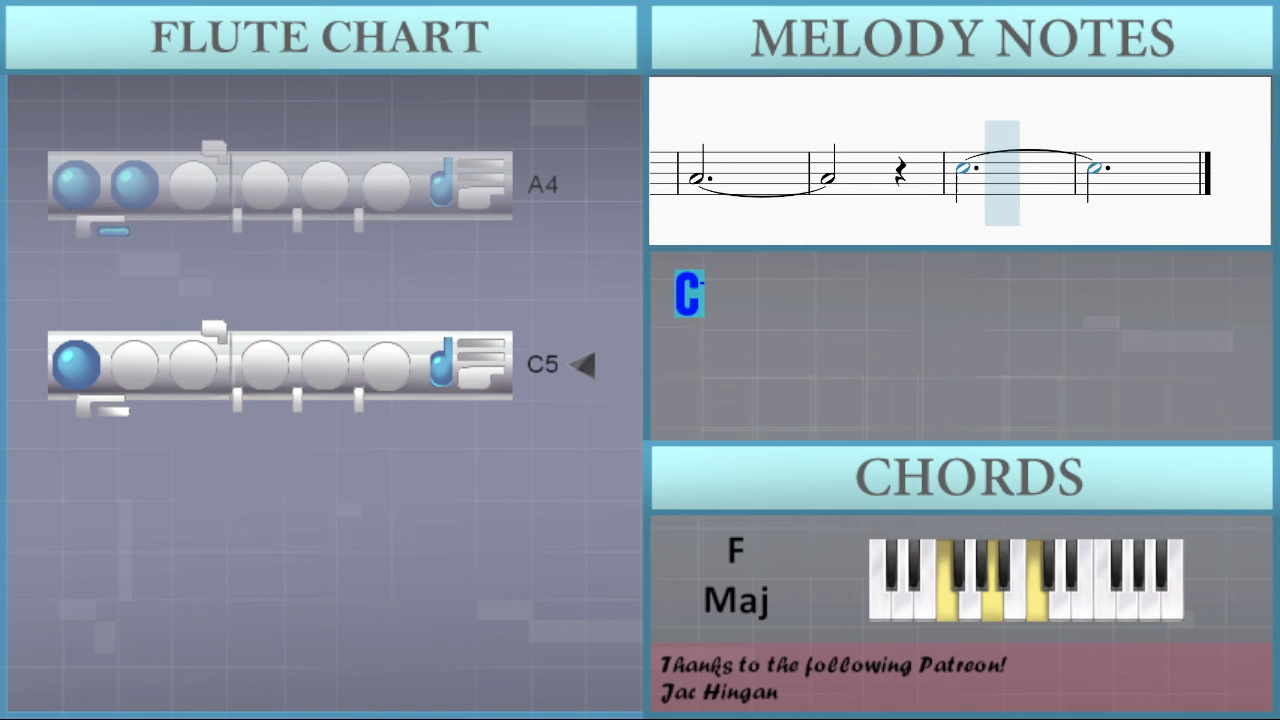 FLUTE CHART
A4
C5
MELODY NOTES
C
CHORDS
F
Maj
Thanks to the following Patreon!
Jac Hingan